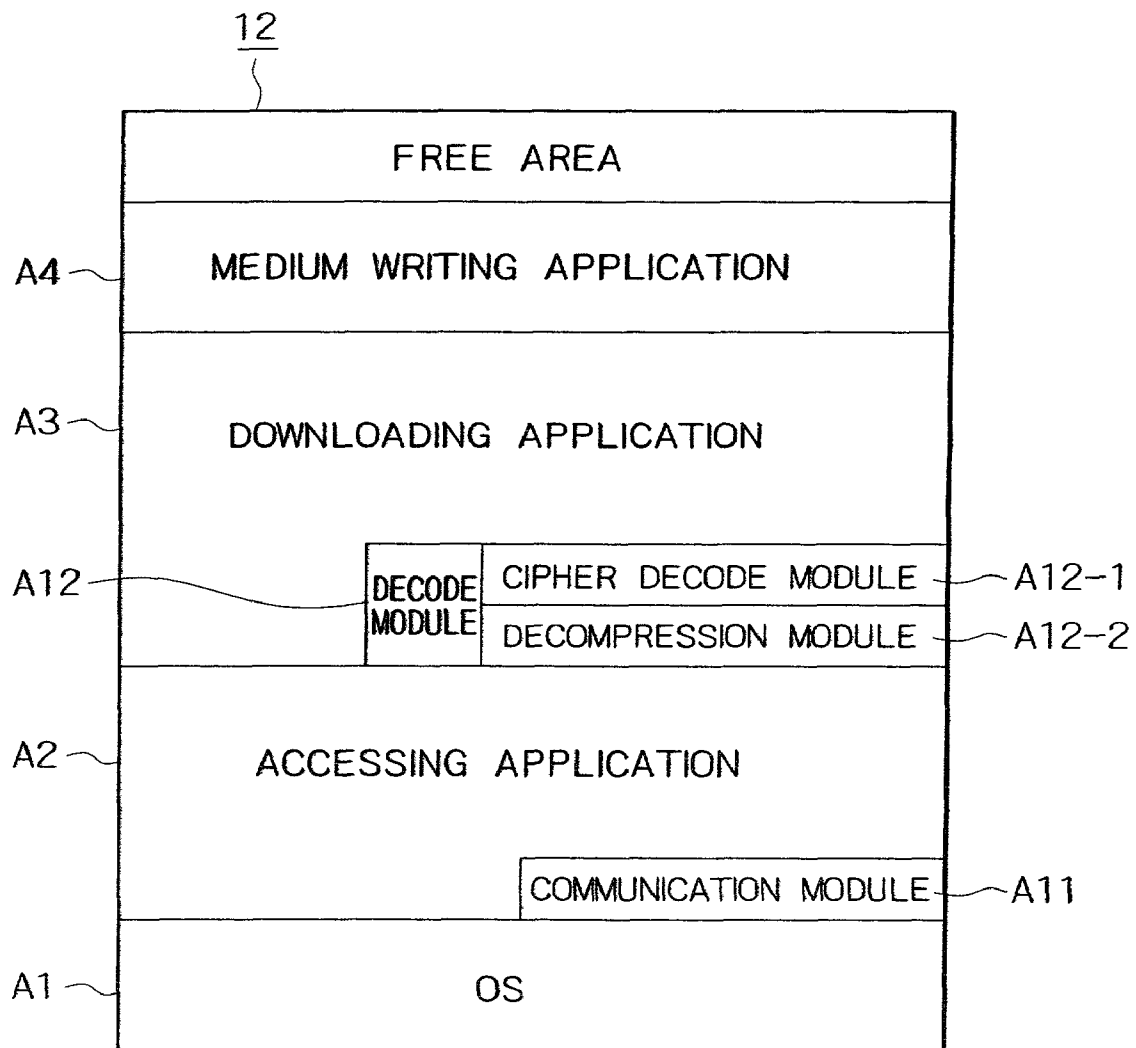 12
FREE AREA
A4
MEDIUM WRITING APPLICATION
A3
DOWNLOADING APPLICATION
A12
DECODE
MODULE
CIPHER DECODE MODULE
A12-1
DECOMPRESSION MODULE
A12-2
A2
ACCESSING APPLICATION
COMMUNICATION MODULE
A11
A1
OS